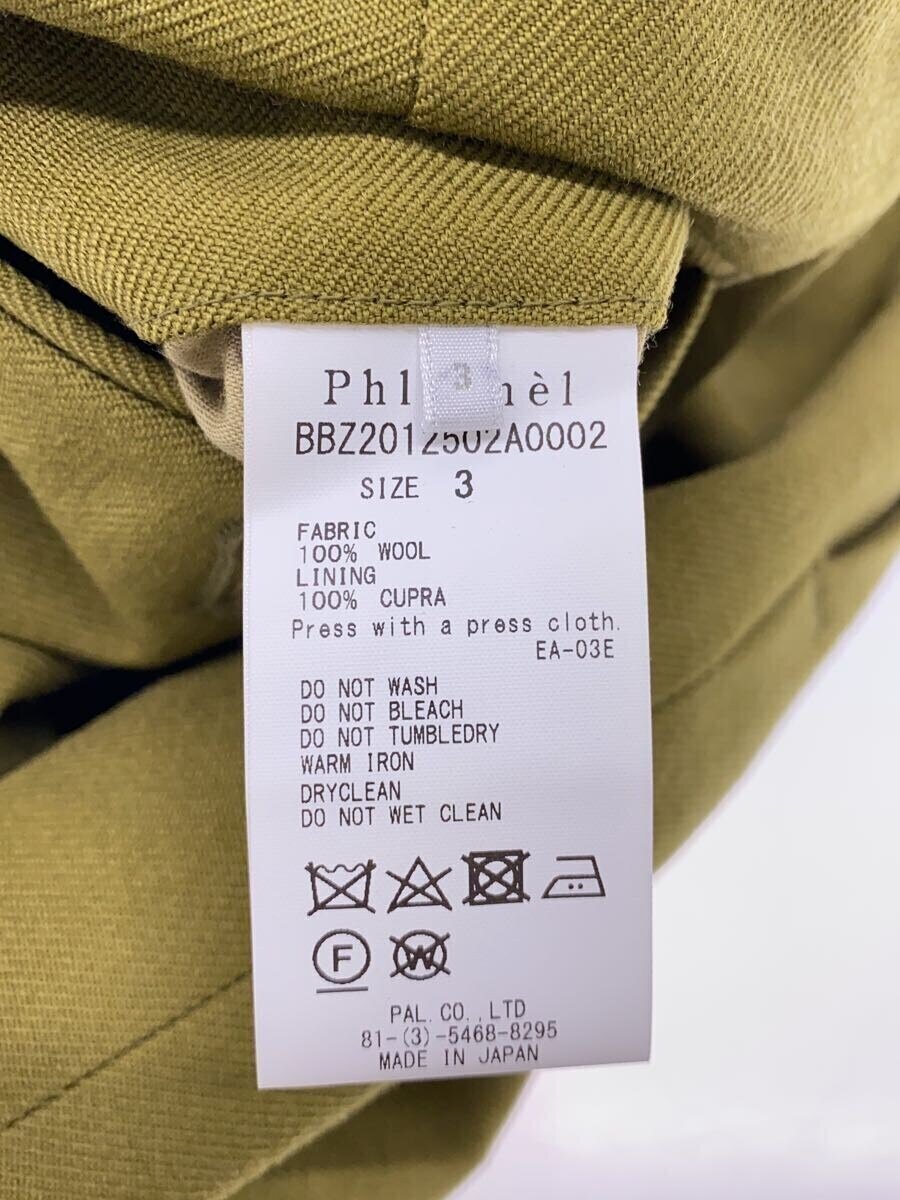 3
BBZ2012502A0002
SIZE 3
FABRIC
100% WOOL
LINING
100% CUPRA
Press with a press cloth.
EA-03E
DO NOT WASH
DO NOT BLEACH
DO NOT TUMBLEDRY
WARM IRON
DRYCLEAN
DO NOT WET CLEAN
F W
PAL.CO.,LTD
81-(3)-5468-8295
MADE IN JAPAN